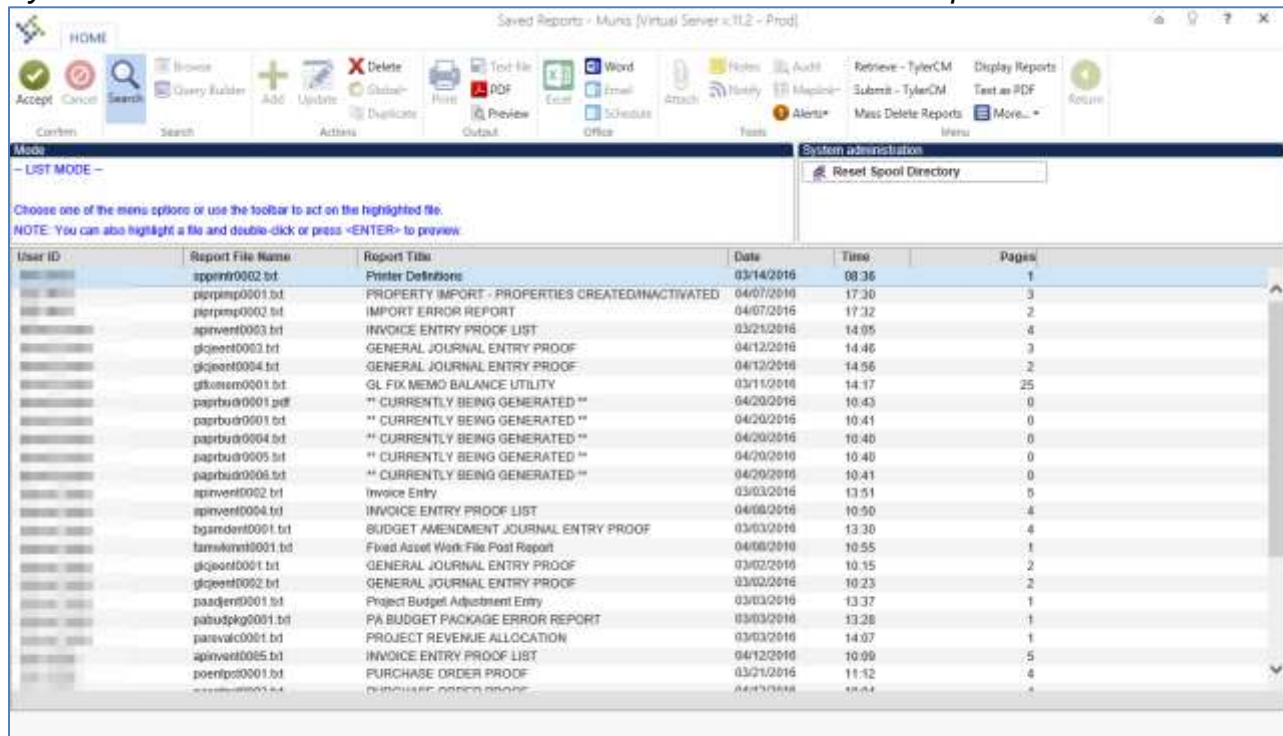 Saved Reports - Munis [Virtual Server v.11.2 - Prod]
HOME
Accept Cancel Search Browse Query Builder Add Update Delete Global Duplicate Print Text file PDF Preview Excel Word Email Schedule Attach Notes Audit Notify Maplink Alerts Retrieve - TylerCM Display Reports Submit - TylerCM Text as PDF Mass Delete Reports More... Return
Confirm Search Actions Output Office Tools Menu
Mode System administration
-- LIST MODE -- Reset Spool Directory
Choose one of the menu options or use the toolbar to act on the highlighted file.
NOTE: You can also highlight a file and double-click or press <ENTER> to preview.
User ID Report File Name Report Title Date Time Pages
spprintr0002.txt Printer Definitions 03/14/2016 08:36 1
piprpimp0001.txt PROPERTY IMPORT - PROPERTIES CREATED/INACTIVATED 04/07/2016 17:30 3
piprpimp0002.txt IMPORT ERROR REPORT 04/07/2016 17:32 2
apinvent0003.txt INVOICE ENTRY PROOF LIST 03/21/2016 14:05 4
glcjeent0003.txt GENERAL JOURNAL ENTRY PROOF 04/12/2016 14:46 3
glcjeent0004.txt GENERAL JOURNAL ENTRY PROOF 04/12/2016 14:56 2
glfixmem0001.txt GL FIX MEMO BALANCE UTILITY 03/11/2016 14:17 25
paprbudr0001.pdf ** CURRENTLY BEING GENERATED ** 04/20/2016 10:43 0
paprbudr0001.txt ** CURRENTLY BEING GENERATED ** 04/20/2016 10:41 0
paprbudr0004.txt ** CURRENTLY BEING GENERATED ** 04/20/2016 10:40 0
paprbudr0005.txt ** CURRENTLY BEING GENERATED ** 04/20/2016 10:40 0
paprbudr0006.txt ** CURRENTLY BEING GENERATED ** 04/20/2016 10:41 0
apinvent0002.txt Invoice Entry 03/03/2016 13:51 5
apinvent0004.txt INVOICE ENTRY PROOF LIST 04/08/2016 10:50 4
bgamdent0001.txt BUDGET AMENDMENT JOURNAL ENTRY PROOF 03/03/2016 13:30 4
famwkmnt0001.txt Fixed Asset Work File Post Report 04/08/2016 10:55 1
glcjeent0001.txt GENERAL JOURNAL ENTRY PROOF 03/02/2016 10:15 2
glcjeent0002.txt GENERAL JOURNAL ENTRY PROOF 03/02/2016 10:23 2
paadjent0001.txt Project Budget Adjustment Entry 03/03/2016 13:37 1
pabudpkg0001.txt PA BUDGET PACKAGE ERROR REPORT 03/03/2016 13:28 1
parevalc0001.txt PROJECT REVENUE ALLOCATION 03/03/2016 14:07 1
apinvent0005.txt INVOICE ENTRY PROOF LIST 04/12/2016 10:09 5
poentpst0001.txt PURCHASE ORDER PROOF 03/21/2016 11:12 4